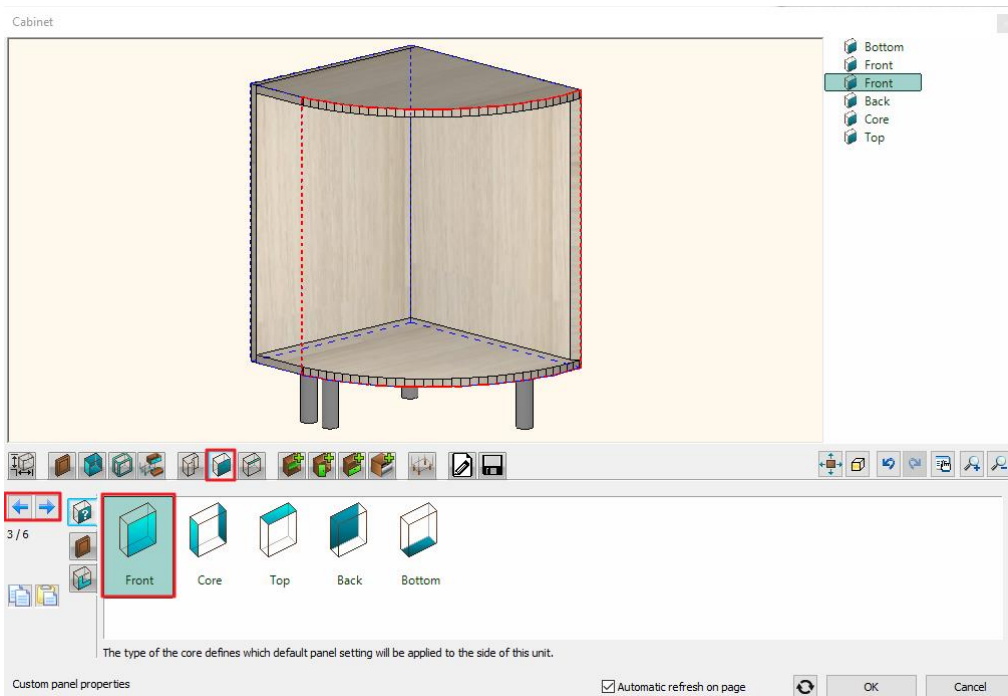 Cabinet
Bottom
Front
Front
Back
Core
Top
3 / 6
Front
Core
Top
Back
Bottom
The type of the core defines which default panel setting will be applied to the side of this unit.
Custom panel properties
Automatic refresh on page
OK
Cancel